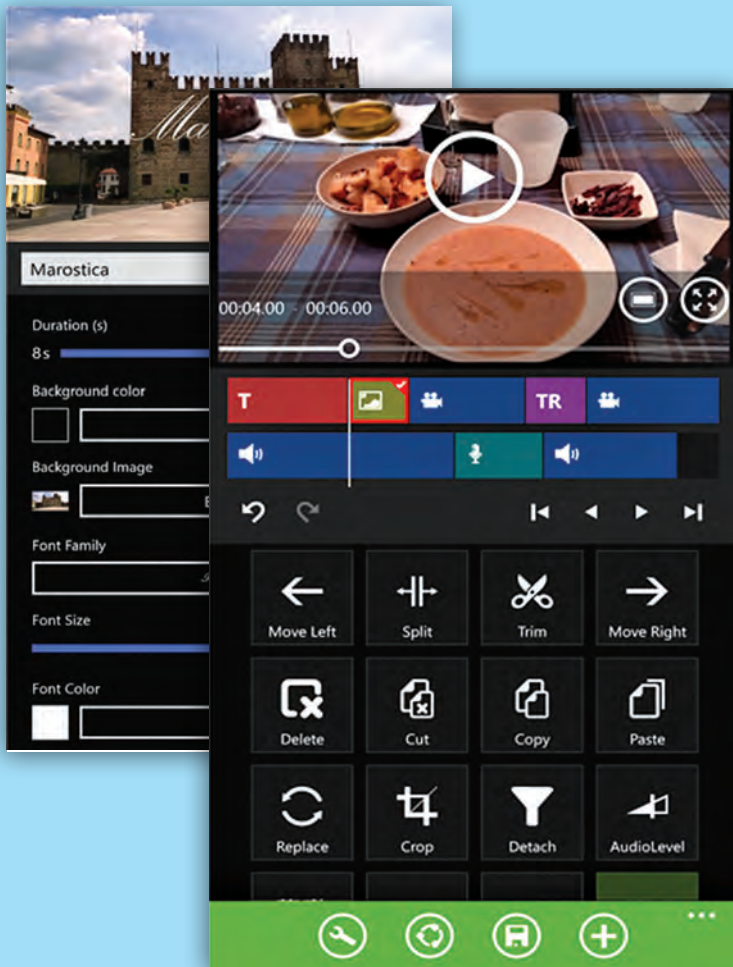 Ma
Marostica
Duration (s)
8s
Background color
Background Image
Font Family
Font Size
Font Color
00:04.00 - 00:06.00
T
TR
Move Left
Split
Trim
Move Right
Delete
Cut
Copy
Paste
Replace
Crop
Detach
AudioLevel